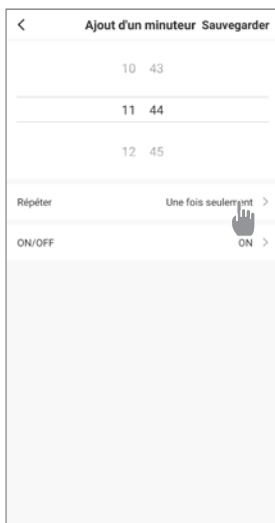 Ajout d'un minuteur Sauvegarder
10 43
11 44
12 45
Répéter Une fois seulement
ON/OFF ON